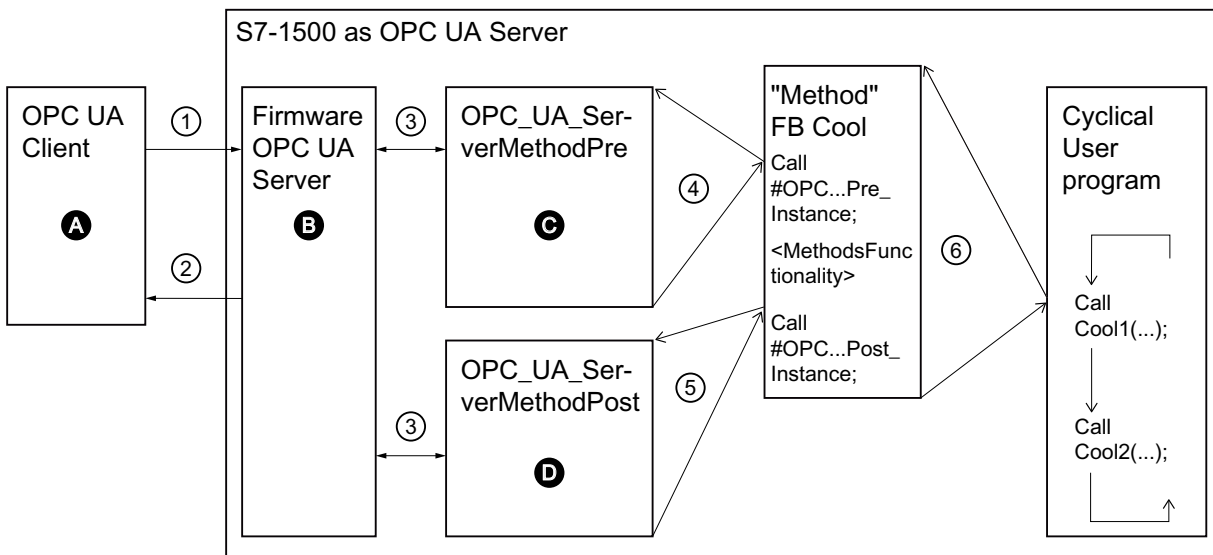 S7-1500 as OPC UA Server
OPC UA
Client
A
①
②
Firmware
OPC UA
Server
B
③
③
OPC_UA_Ser-
verMethodPre
C
OPC_UA_Ser-
verMethodPost
D
④
⑤
"Method"
FB Cool
Call
#OPC...Pre_
Instance;
<MethodsFunc
tionality>
Call
#OPC...Post_
Instance;
⑥
Cyclical
User
program
Call
Cool1(...);
Call
Cool2(...);